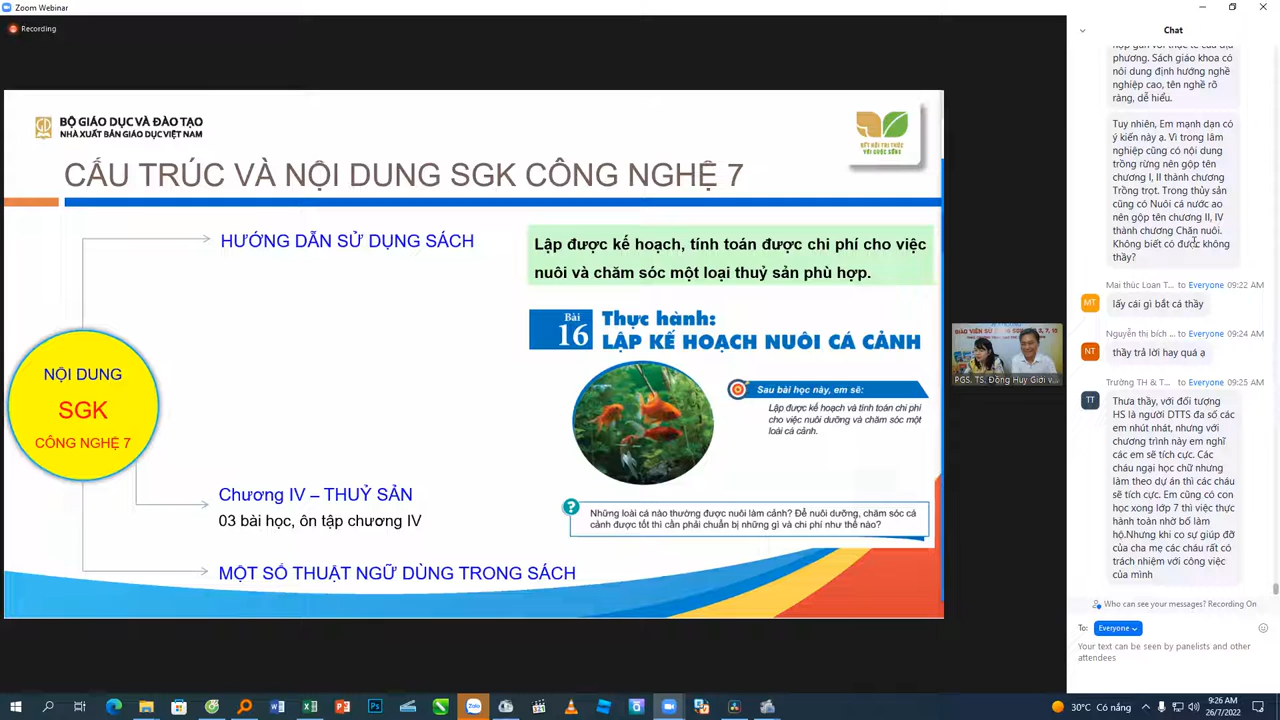 Zoom Webinar
Recording
BỘ GIÁO DỤC VÀ ĐÀO TẠO
NHÀ XUẤT BẢN GIÁO DỤC VIỆT NAM
KẾT NỐI TRI THỨC
VỚI CUỘC SỐNG
CẤU TRÚC VÀ NỘI DUNG SGK CÔNG NGHỆ 7
HƯỚNG DẪN SỬ DỤNG SÁCH
NỘI DUNG
SGK
CÔNG NGHỆ 7
Chương IV – THUỶ SẢN
03 bài học, ôn tập chương IV
MỘT SỐ THUẬT NGỮ DÙNG TRONG SÁCH
Lập được kế hoạch, tính toán được chi phí cho việc
nuôi và chăm sóc một loại thuỷ sản phù hợp.
Bài
16
Thực hành:
LẬP KẾ HOẠCH NUÔI CÁ CẢNH
Sau bài học này, em sẽ:
Lập được kế hoạch và tính toán chi phí
cho việc nuôi dưỡng và chăm sóc một
loài cá cảnh.
?
Những loài cá nào thường được nuôi làm cảnh? Để nuôi dưỡng, chăm sóc cá
cảnh được tốt thì cần phải chuẩn bị những gì và chi phí như thế nào?
PGS. TS. Đồng Huy Giới v...
Chat
phương. Sách giáo khoa có
nội dung định hướng nghề
nghiệp cao, tên nghề rõ
ràng, dễ hiểu.
Tuy nhiên, Em mạnh dạn có
ý kiến này ạ. Vì trong lâm
nghiệp cũng có nội dung
trồng rừng nên gộp tên
chương I, II thành chương
Trồng trọt. Trong thủy sản
cũng có Nuôi cá nước ao
nên gộp tên chương II, IV
thành chương Chăn nuôi.
Không biết có được không
thầy?
Mai thúc Loan T... to Everyone 09:22 AM
MT
lấy cái gì bắt cá thầy
Nguyễn thị bích ... to Everyone 09:24 AM
NT
thầy trả lời hay quá ạ
Trường TH & T... to Everyone 09:25 AM
TT
Thưa thầy, với đối tượng
HS là người DTTS đa số các
em nhút nhát, nhưng với
chương trình này em nghĩ
các em sẽ tích cực. Các
cháu ngại học chữ nhưng
làm theo dự án thì các cháu
sẽ tích cực. Em cũng có con
học xong lớp 7 thì việc thực
hành toàn nhờ bố làm
hộ.Nhưng khi co sự giúp đỡ
của cha mẹ các cháu rất có
trách nhiệm với công việc
của mình
Who can see your messages? Recording On
To: Everyone
Your text can be seen by panelists and other
attendees
30°C Có nắng
9:26 AM
26/7/2022